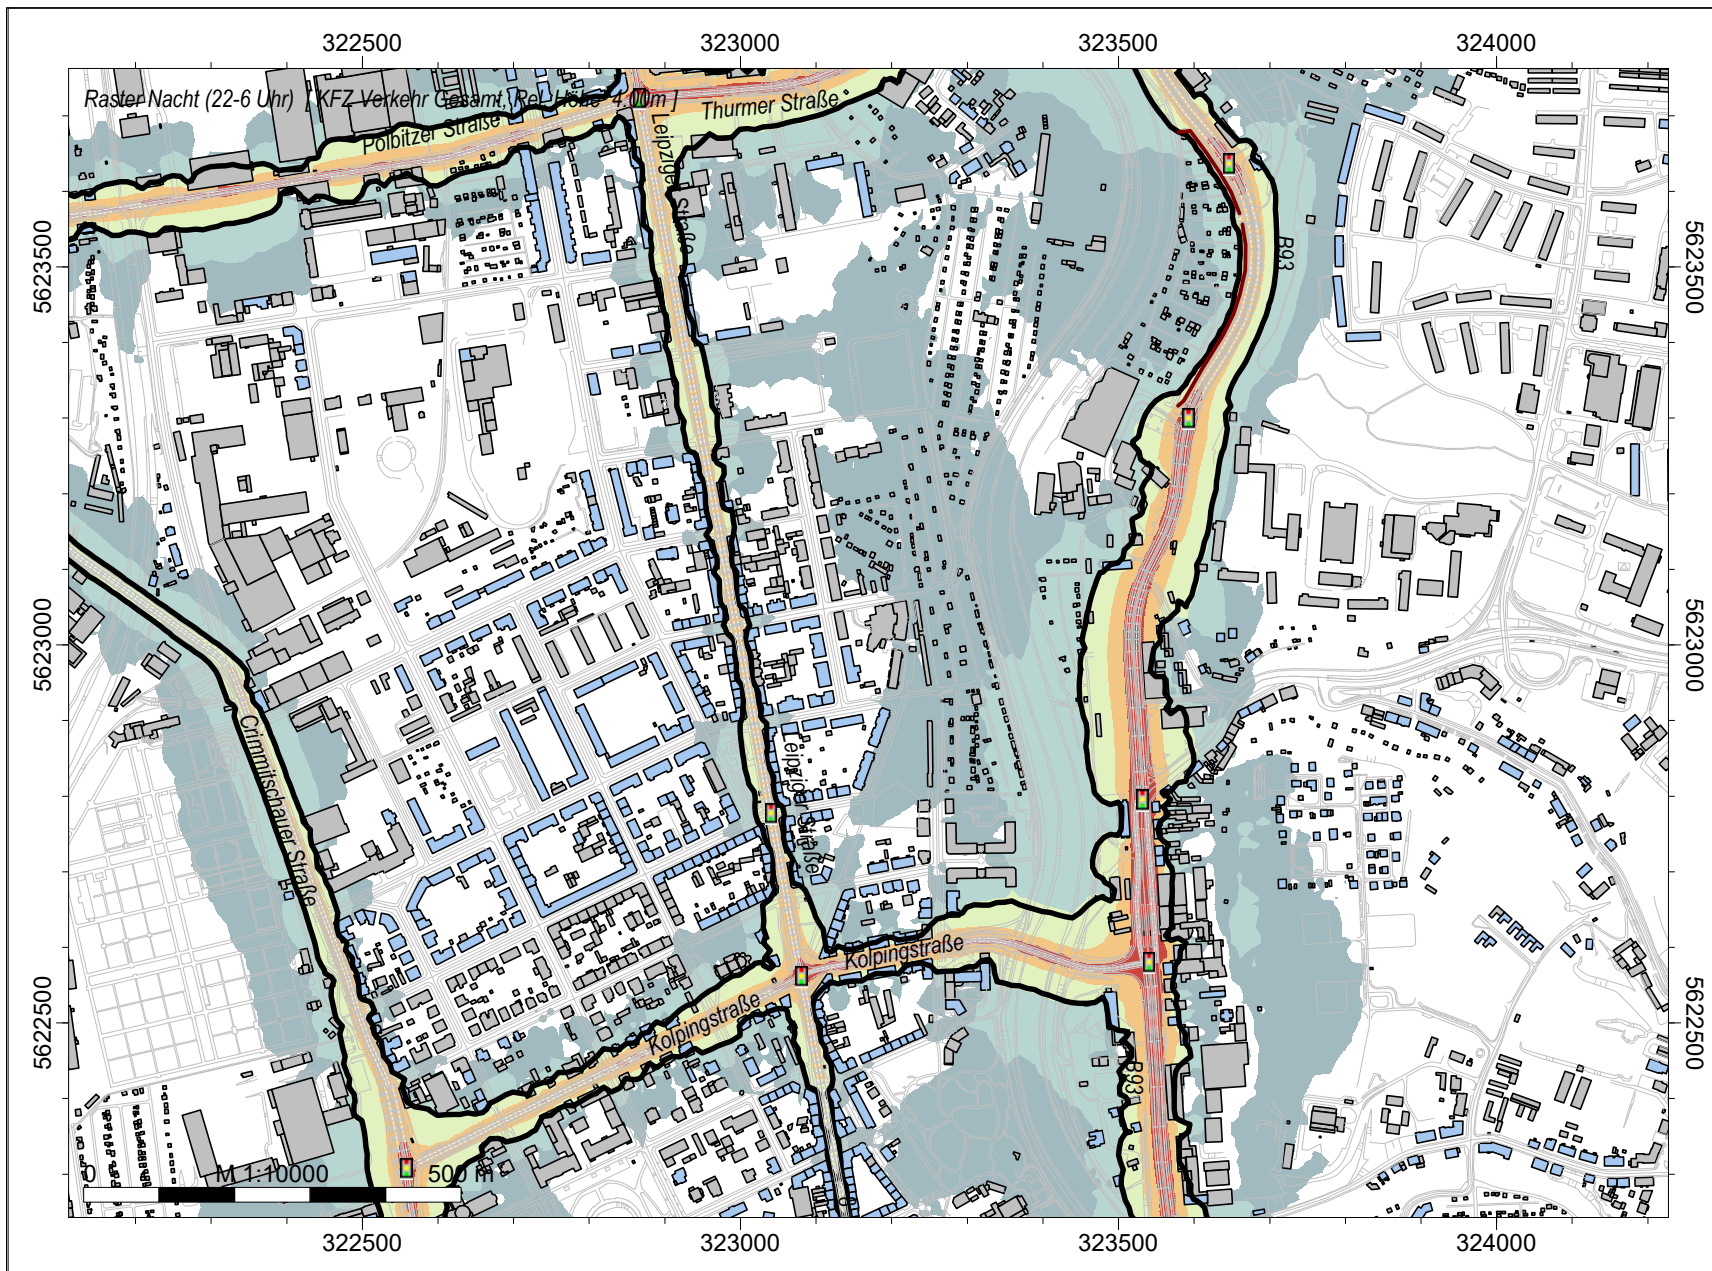 322500 323000 323500 324000
Raster Nacht (22-6 Uhr) [ KFZ Verkehr Gesamt, Rel. Höhe 4.00m ]
Thurmer Straße
Pölbitzer Straße
Leipziger Straße
B93
5623500
5623500
5623000
5623000
Crimmitschauer Straße
Leipziger Straße
Kolpingstraße
Kolpingstraße
5622500
5622500
B93
0 M 1:10000 500 m
322500 323000 323500 324000